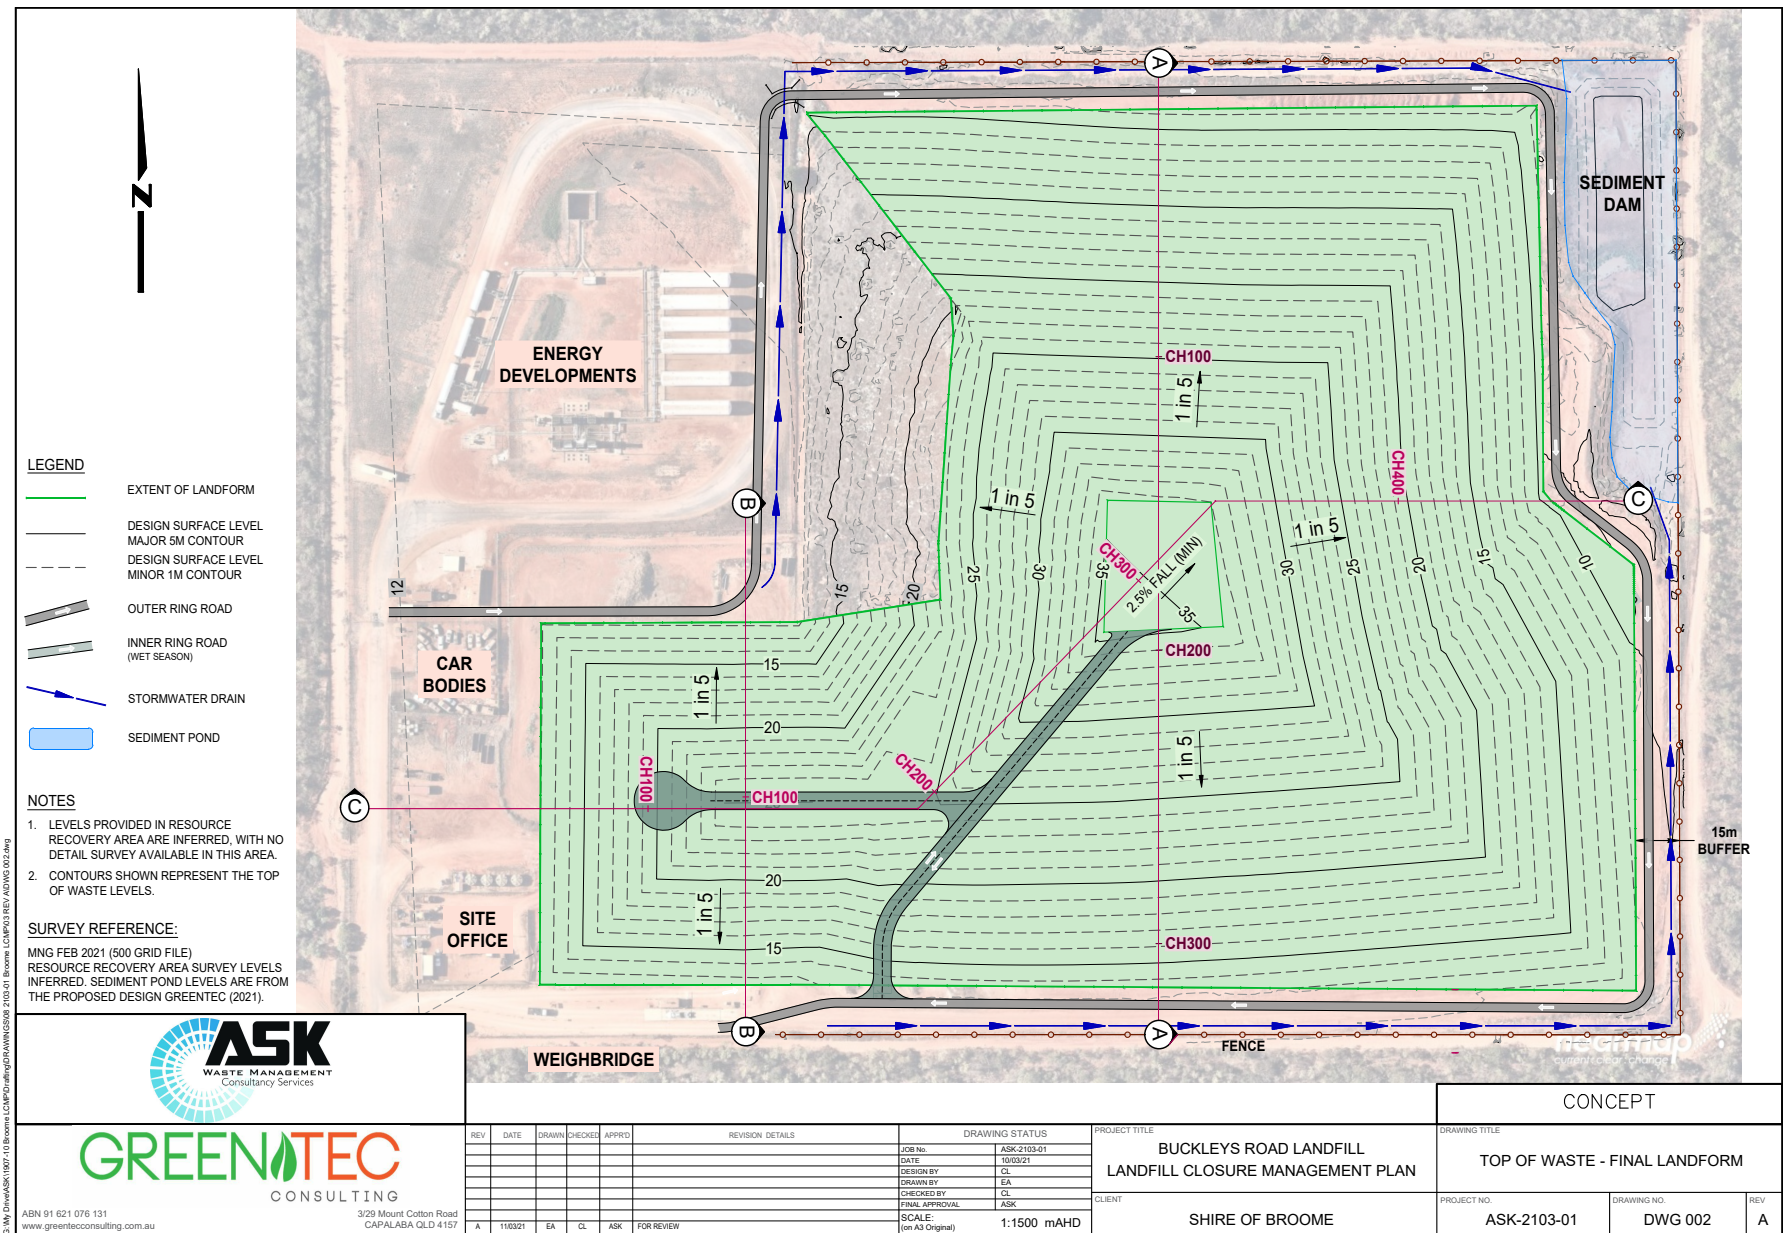 A
SEDIMENT
DAM
N
ENERGY
DEVELOPMENTS
CH100
1 in 5
CH400
B
1 in 5
C
1 in 5
CH300
2.5% FALL (MIN)
35
35
30
25
30
25
20
15
10
12
15
20
CH200
LEGEND
EXTENT OF LANDFORM
DESIGN SURFACE LEVEL
MAJOR 5M CONTOUR
DESIGN SURFACE LEVEL
MINOR 1M CONTOUR
OUTER RING ROAD
INNER RING ROAD
(WET SEASON)
STORMWATER DRAIN
SEDIMENT POND
CAR
BODIES
15
1 in 5
20
1 in 5
CH200
CH100
CH100
C
15m
BUFFER
20
1 in 5
15
CH300
SITE
OFFICE
NOTES
1. LEVELS PROVIDED IN RESOURCE
RECOVERY AREA ARE INFERRED, WITH NO
DETAIL SURVEY AVAILABLE IN THIS AREA.
2. CONTOURS SHOWN REPRESENT THE TOP
OF WASTE LEVELS.
SURVEY REFERENCE:
MNG FEB 2021 (500 GRID FILE)
RESOURCE RECOVERY AREA SURVEY LEVELS
INFERRED. SEDIMENT POND LEVELS ARE FROM
THE PROPOSED DESIGN GREENTEC (2021).
B
A
FENCE
WEIGHBRIDGE
nearmap
ASK
WASTE MANAGEMENT
Consultancy Services
GREENTEC
CONSULTING
ABN 91 621 076 131
www.greentecconsulting.com.au
3/29 Mount Cotton Road
CAPALABA QLD 4157
REV DATE DRAWN CHECKED APPR'D REVISION DETAILS
A 11/03/21 EA CL ASK FOR REVIEW
DRAWING STATUS
JOB No. ASK-2103-01
DATE 10/03/21
DESIGN BY CL
DRAWN BY EA
CHECKED BY CL
FINAL APPROVAL ASK
SCALE:
(on A3 Original) 1:1500 mAHD
PROJECT TITLE
BUCKLEYS ROAD LANDFILL
LANDFILL CLOSURE MANAGEMENT PLAN
CLIENT
SHIRE OF BROOME
CONCEPT
DRAWING TITLE
TOP OF WASTE - FINAL LANDFORM
PROJECT NO.
ASK-2103-01
DRAWING NO.
DWG 002
REV
A